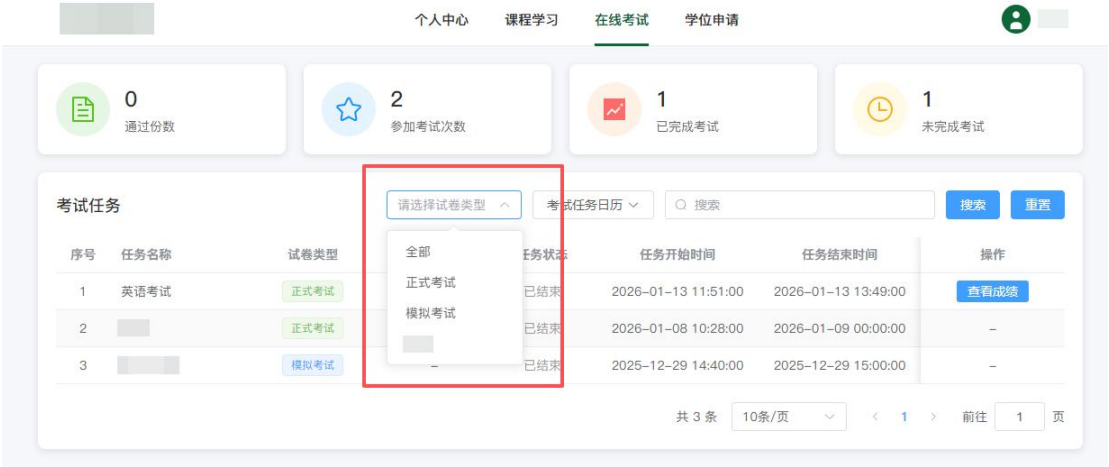 个人中心 课程学习 在线考试 学位申请
0 2 1 1
通过份数 参加考试次数 已完成考试 未完成考试
考试任务 请选择试卷类型 考试任务日历 搜索 搜索 重置
序号 任务名称 试卷类型 任务状态 任务开始时间 任务结束时间 操作
全部
1 英语考试 正式考试 正式考试 已结束 2026-01-13 11:51:00 2026-01-13 13:49:00 查看成绩
模拟考试
2 正式考试 已结束 2026-01-08 10:28:00 2026-01-09 00:00:00 –
3 模拟考试 – 已结束 2025-12-29 14:40:00 2025-12-29 15:00:00 –
共 3 条 10条/页 1 前往 1 页